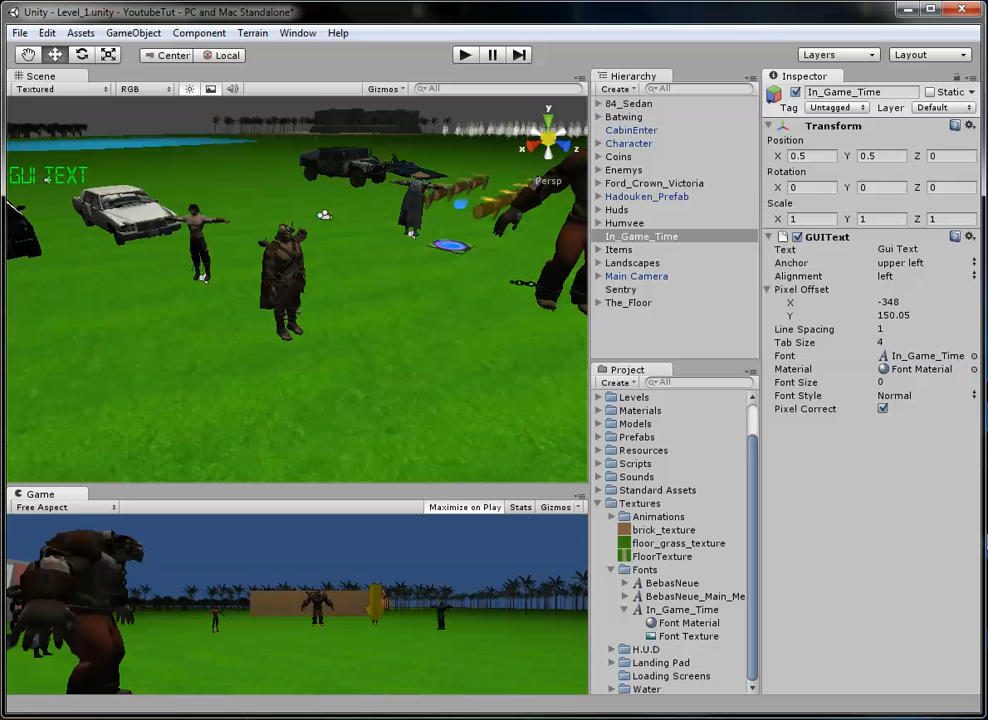 Unity - Level_1.unity - YoutubeTut - PC and Mac Standalone*
File Edit Assets GameObject Component Terrain Window Help
Center Local Layers Layout
Scene
Textured RGB Gizmos All
GUI TEXT
y
x z
Persp
Game
Free Aspect Maximize on Play Stats Gizmos
Hierarchy
Create All
84_Sedan
Batwing
CabinEnter
Character
Coins
Enemys
Ford_Crown_Victoria
Hadouken_Prefab
Huds
Humvee
In_Game_Time
Items
Landscapes
Main Camera
Sentry
The_Floor
Project
Create All
Levels
Materials
Models
Prefabs
Resources
Scripts
Sounds
Standard Assets
Textures
Animations
brick_texture
floor_grass_texture
FloorTexture
Fonts
BebasNeue
BebasNeue_Main_Me
In_Game_Time
Font Material
Font Texture
H.U.D
Landing Pad
Loading Screens
Water
Inspector
In_Game_Time Static
Tag Untagged Layer Default
Transform
Position
X 0.5 Y 0.5 Z 0
Rotation
X 0 Y 0 Z 0
Scale
X 1 Y 1 Z 1
GUIText
Text Gui Text
Anchor upper left
Alignment left
Pixel Offset
X -348
Y 150.05
Line Spacing 1
Tab Size 4
Font In_Game_Time
Material Font Material
Font Size 0
Font Style Normal
Pixel Correct